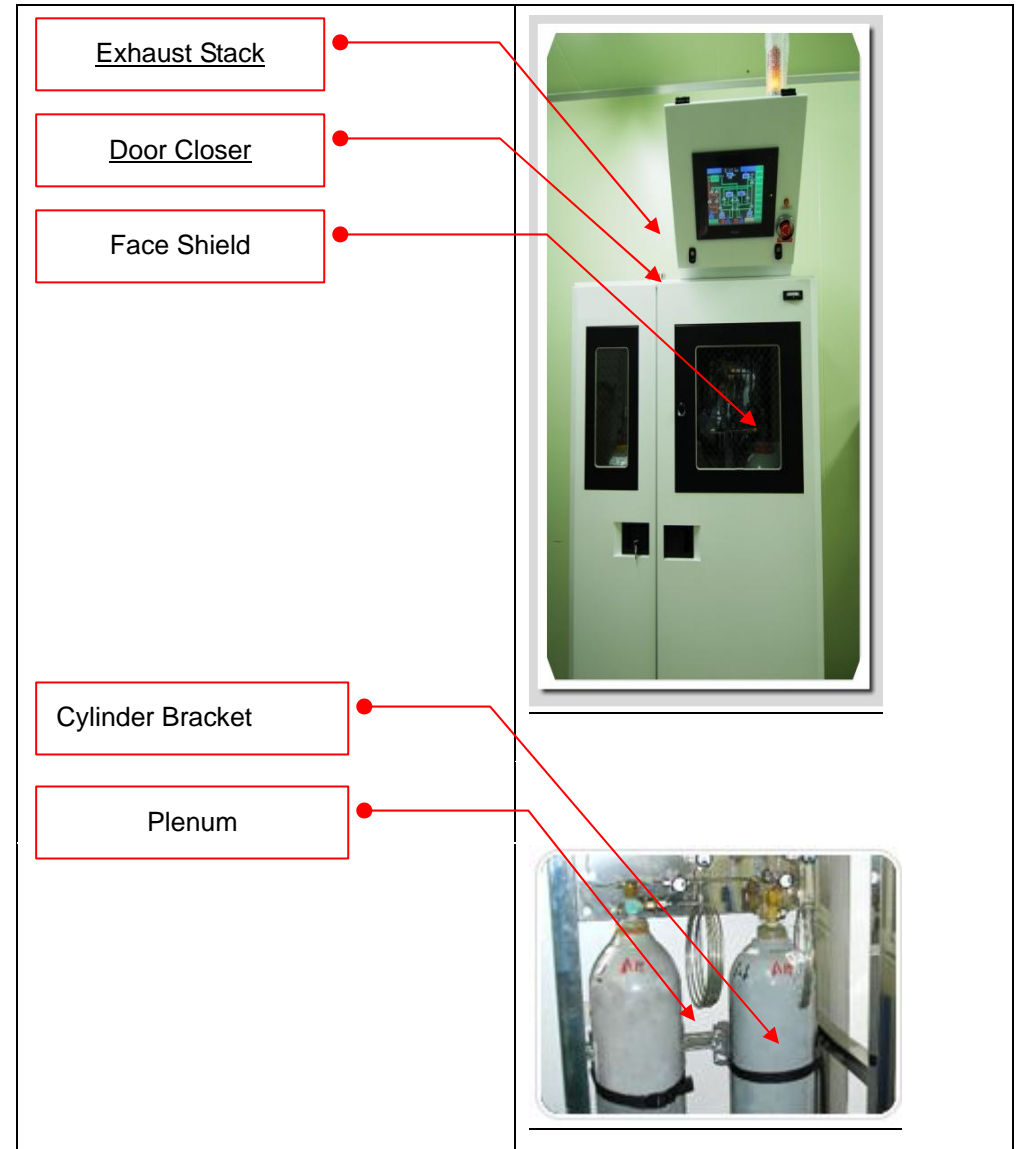 Exhaust Stack
Door Closer
Face Shield
Cylinder Bracket
Plenum